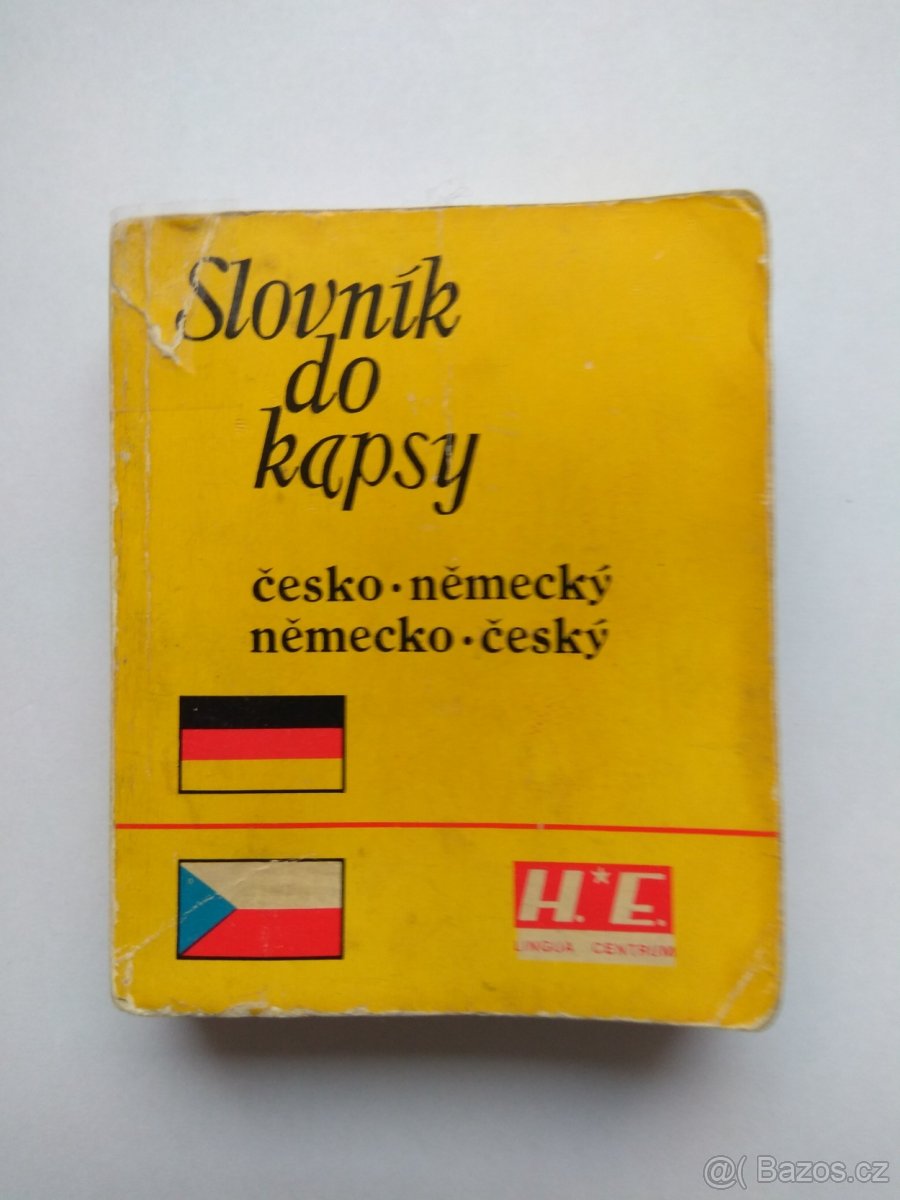 Slovník
do
kapsy
česko · německý
německo · český
H.*E.
LINGUA CENTRUM
@( Bazos.cz